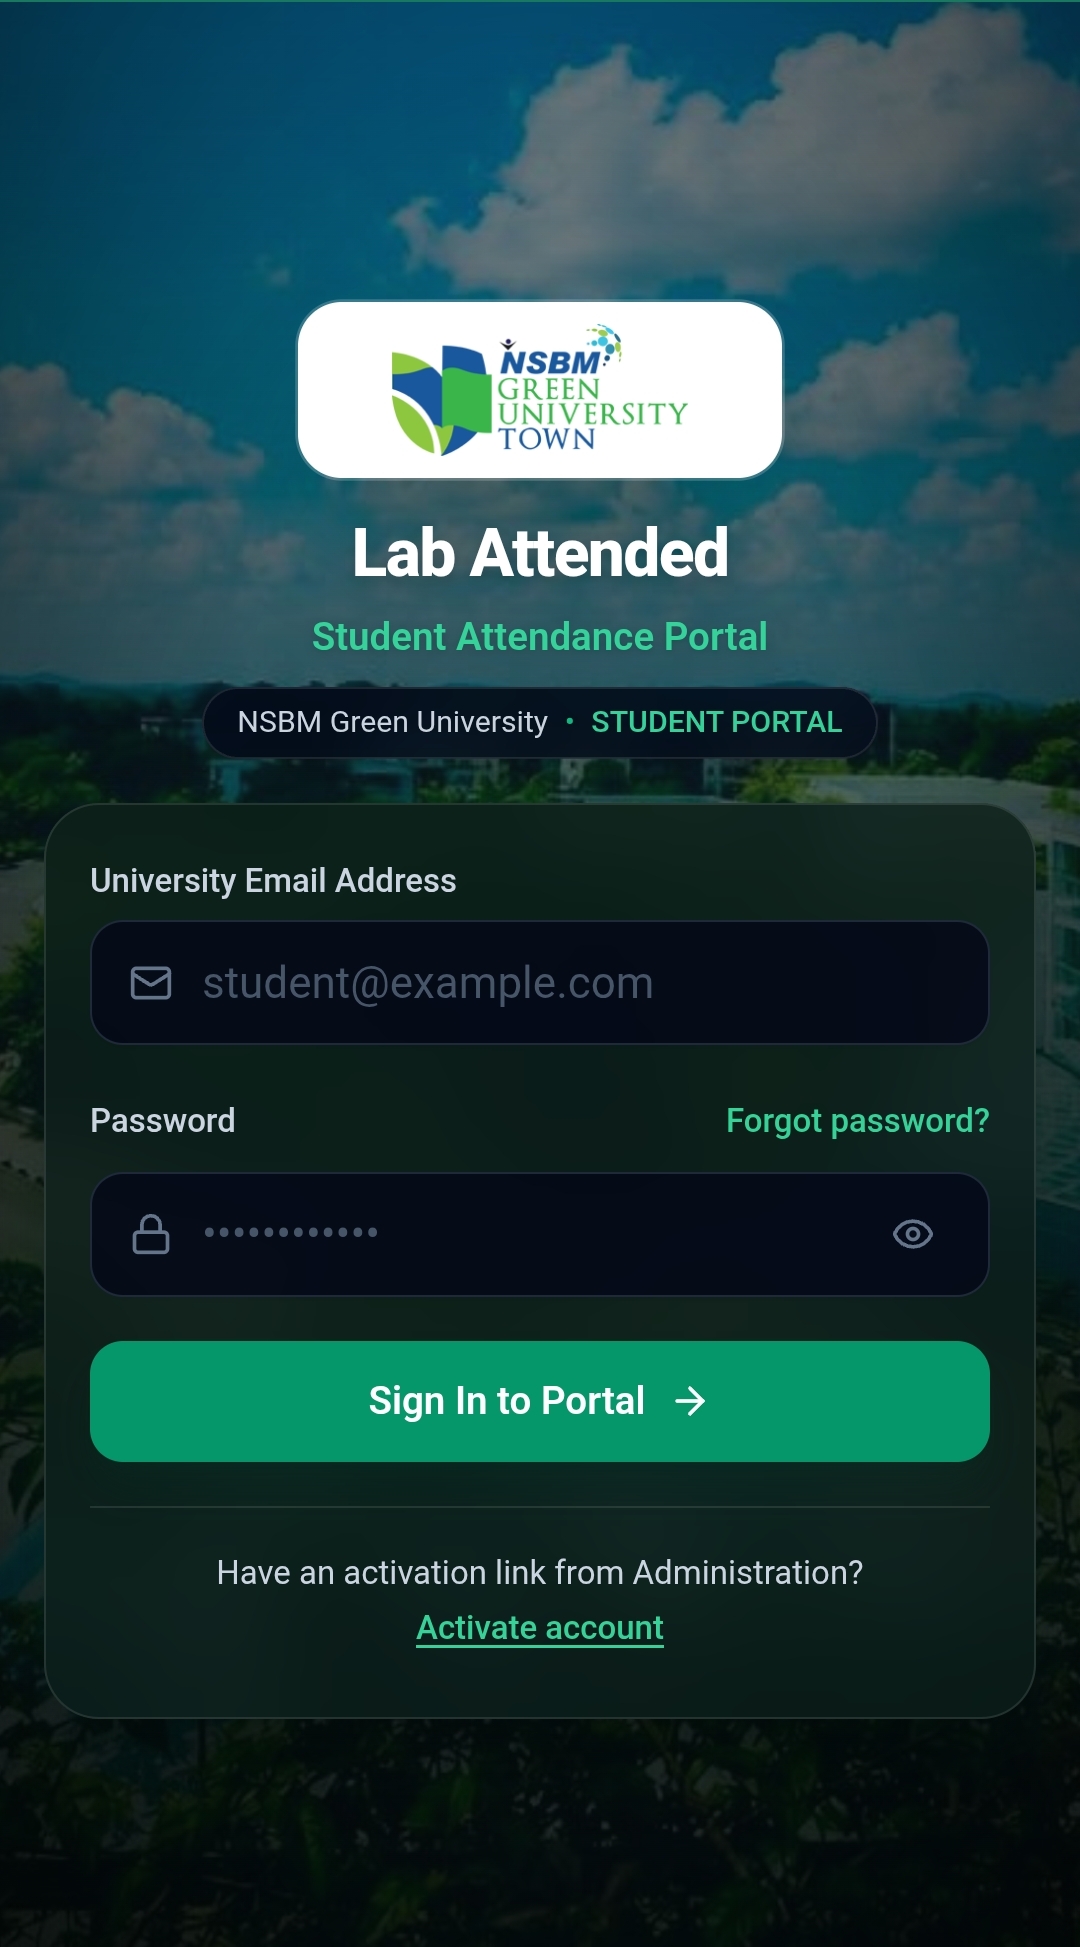 NSBM
GREEN
UNIVERSITY
TOWN
Lab Attended
Student Attendance Portal
NSBM Green University • STUDENT PORTAL
University Email Address
student@example.com
Password Forgot password?
••••••••••••
Sign In to Portal →
Have an activation link from Administration?
Activate account